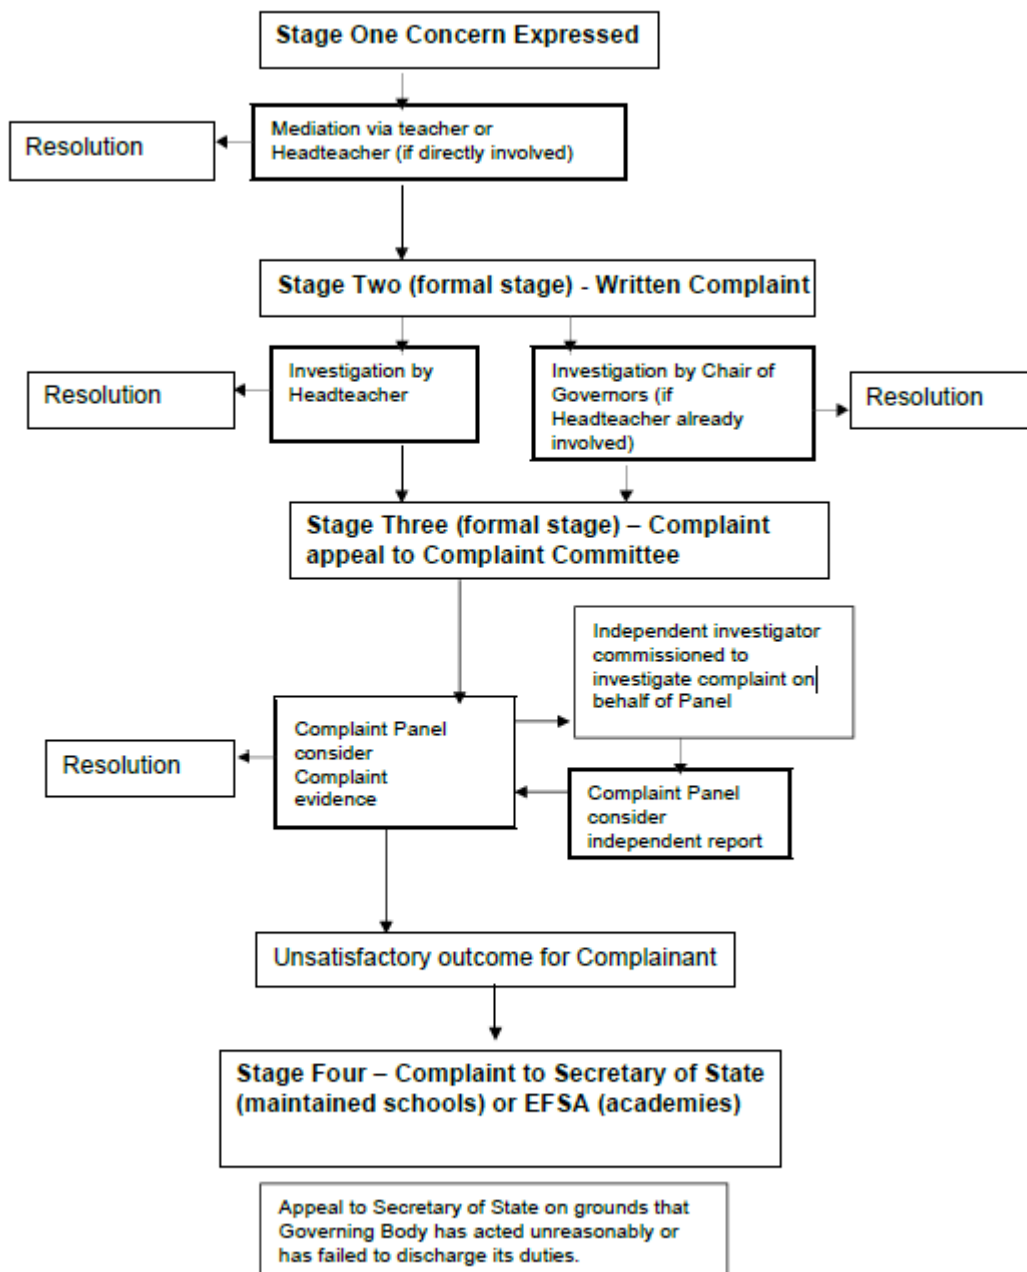 Stage One Concern Expressed
Mediation via teacher or
Headteacher (if directly involved)
Resolution
Stage Two (formal stage) - Written Complaint
Resolution
Investigation by
Headteacher
Investigation by Chair of
Governors (if
Headteacher already
involved)
Resolution
Stage Three (formal stage) – Complaint
appeal to Complaint Committee
Independent investigator
commissioned to
investigate complaint on
behalf of Panel
Resolution
Complaint Panel
consider
Complaint
evidence
Complaint Panel
consider
independent report
Unsatisfactory outcome for Complainant
Stage Four – Complaint to Secretary of State
(maintained schools) or EFSA (academies)
Appeal to Secretary of State on grounds that
Governing Body has acted unreasonably or
has failed to discharge its duties.